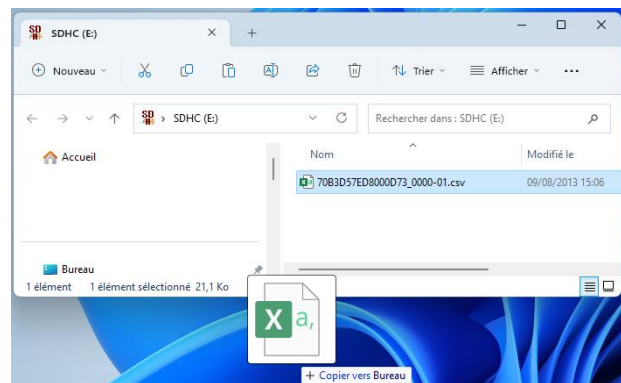 SDHC (E:)
Nouveau Trier Afficher
SDHC (E:) Rechercher dans : SDHC (E:)
Accueil
Nom Modifié le
70B3D57ED8000D73_0000-01.csv 09/08/2013 15:06
Bureau
1 élément 1 élément sélectionné 21,1 Ko
X a,
+ Copier vers Bureau